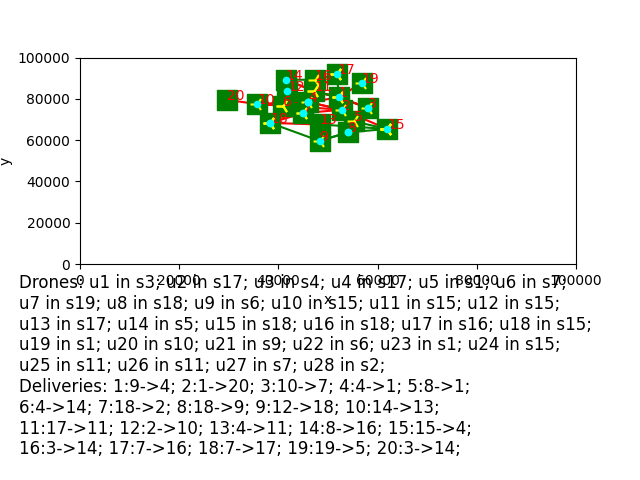 100000
80000
60000
40000
20000
0
y
17
19
20
15
x
Drones: u1 in s3; u2 in s17; u3 in s4; u4 in s17; u5 in s1; u6 in s7;
u7 in s19; u8 in s18; u9 in s6; u10 in s15; u11 in s15; u12 in s15;
u13 in s17; u14 in s5; u15 in s18; u16 in s18; u17 in s16; u18 in s15;
u19 in s1; u20 in s10; u21 in s9; u22 in s6; u23 in s1; u24 in s15;
u25 in s11; u26 in s11; u27 in s7; u28 in s2;
Deliveries: 1:9->4; 2:1->20; 3:10->7; 4:4->1; 5:8->1;
6:4->14; 7:18->2; 8:18->9; 9:12->18; 10:14->13;
11:17->11; 12:2->10; 13:4->11; 14:8->16; 15:15->4;
16:3->14; 17:7->16; 18:7->17; 19:19->5; 20:3->14;